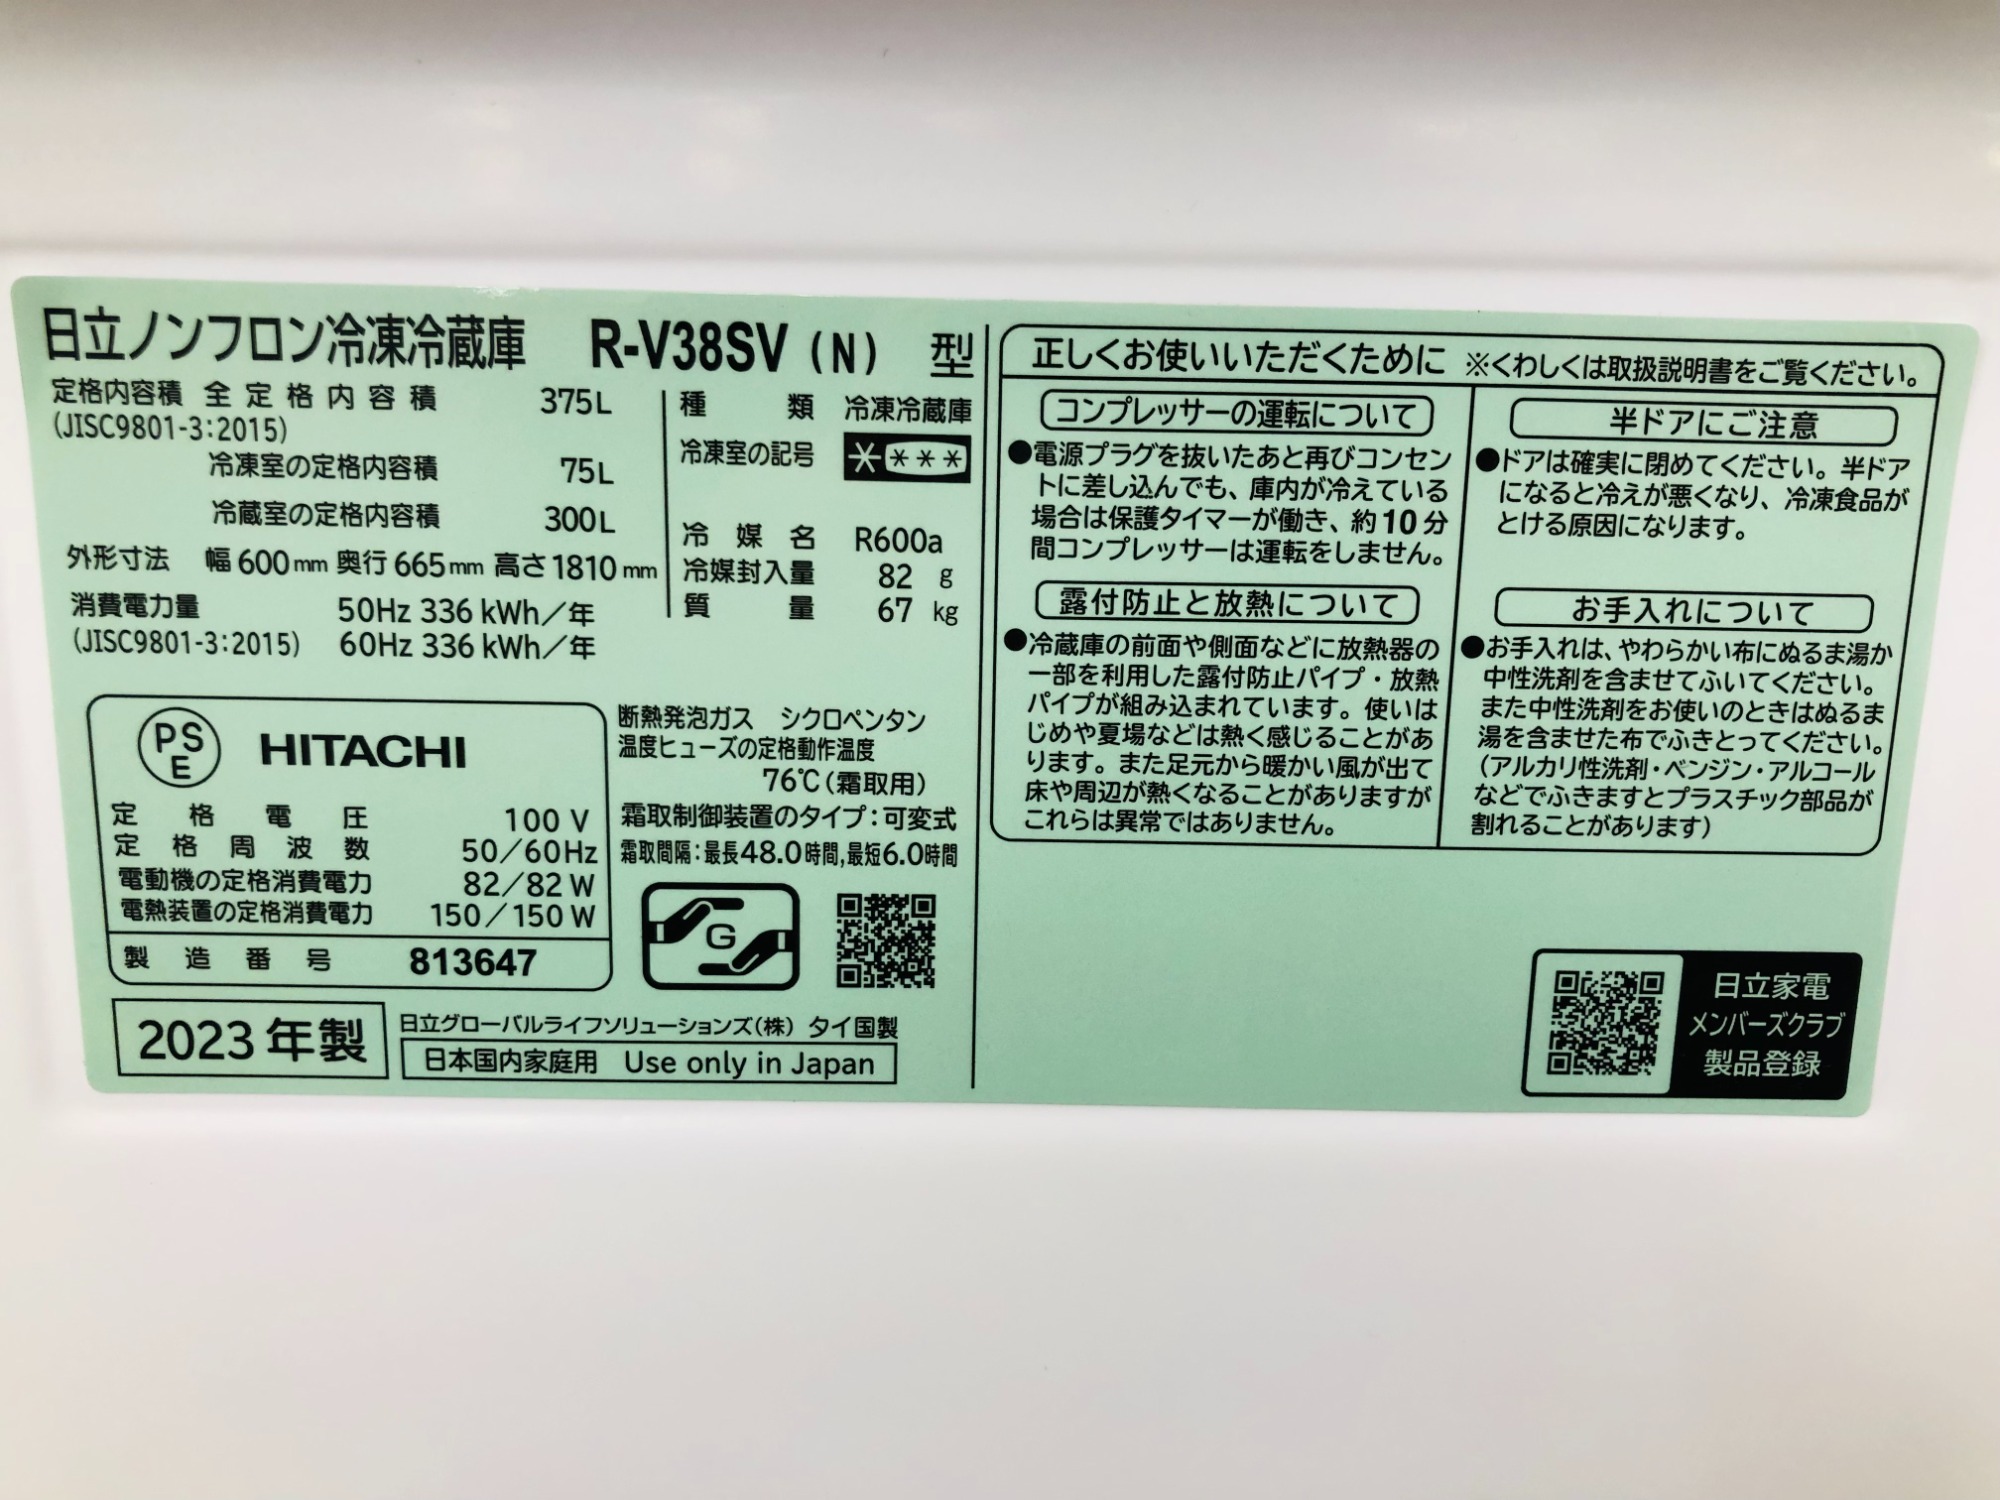 日立ノンフロン冷凍冷蔵庫 R-V38SV (N) 型
定格内容積 全定格内容積 375L
(JISC9801-3:2015)
冷凍室の定格内容積 75L
冷蔵室の定格内容積 300L
外形寸法 幅600mm 奥行665mm 高さ1810mm
消費電力量 50Hz 336 kWh/年
(JISC9801-3:2015) 60Hz 336 kWh/年
種類 冷凍冷蔵庫
冷凍室の記号 ****
冷媒名 R600a
冷媒封入量 82 g
質量 67 kg
PSE HITACHI
定格電圧 100 V
定格周波数 50/60Hz
電動機の定格消費電力 82/82 W
電熱装置の定格消費電力 150/150 W
製造番号 813647
断熱発泡ガス シクロペンタン
温度ヒューズの定格動作温度
76℃(霜取用)
霜取制御装置のタイプ:可変式
霜取間隔:最長48.0時間,最短6.0時間
G
2023年製
日立グローバルライフソリューションズ(株) タイ国製
日本国内家庭用 Use only in Japan
正しくお使いいただくために ※くわしくは取扱説明書をご覧ください。
コンプレッサーの運転について
●電源プラグを抜いたあと再びコンセン
トに差し込んでも、庫内が冷えている
場合は保護タイマーが働き、約10分
間コンプレッサーは運転をしません。
露付防止と放熱について
●冷蔵庫の前面や側面などに放熱器の
一部を利用した露付防止パイプ・放熱
パイプが組み込まれています。使いは
じめや夏場などは熱く感じることがあ
ります。また足元から暖かい風が出て
床や周辺が熱くなることがありますが
これらは異常ではありません。
半ドアにご注意
●ドアは確実に閉めてください。半ドア
になると冷えが悪くなり、冷凍食品が
とける原因になります。
お手入れについて
●お手入れは、やわらかい布にぬるま湯か
中性洗剤を含ませてふいてください。
また中性洗剤をお使いのときはぬるま
湯を含ませた布でふきとってください。
(アルカリ性洗剤・ベンジン・アルコール
などでふきますとプラスチック部品が
割れることがあります)
日立家電
メンバーズクラブ
製品登録